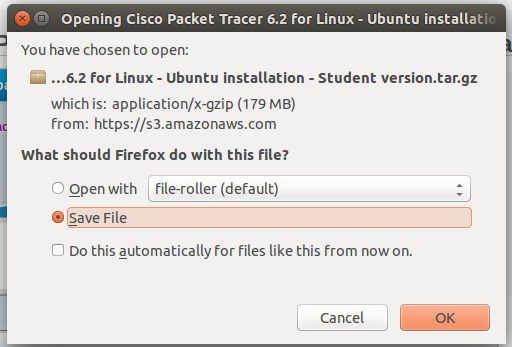 Opening Cisco Packet Tracer 6.2 for Linux - Ubuntu installatio
You have chosen to open:
...6.2 for Linux - Ubuntu installation - Student version.tar.gz
which is: application/x-gzip (179 MB)
from: https://s3.amazonaws.com
What should Firefox do with this file?
Open with file-roller (default)
Save File
Do this automatically for files like this from now on.
Cancel OK